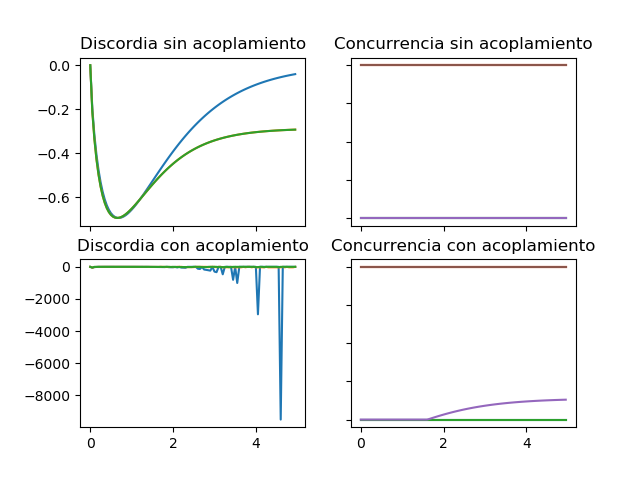 Discordia sin acoplamiento
Concurrencia sin acoplamiento
0.0
−0.2
−0.4
−0.6
Discordia con acoplamiento
Concurrencia con acoplamiento
0
−2000
−4000
−6000
−8000
0 2 4
0 2 4